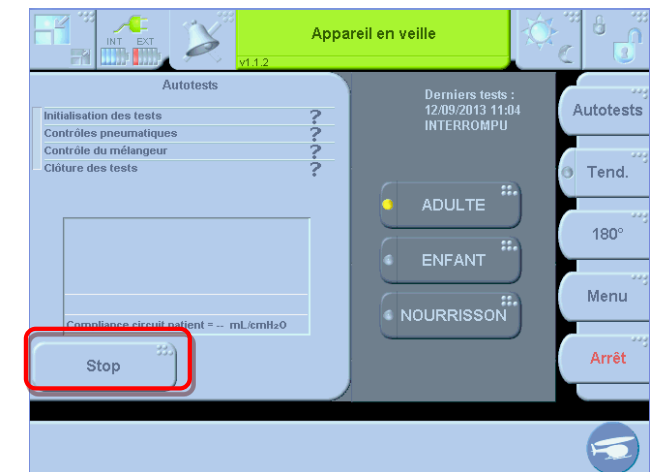 INT EXT
Appareil en veille
v1.1.2
Autotests
Initialisation des tests ?
Contrôles pneumatiques ?
Contrôle du mélangeur ?
Clôture des tests ?
Compliance circuit patient = -- mL/cmH₂O
Stop
Derniers tests :
12/09/2013 11:04
INTERROMPU
ADULTE
ENFANT
NOURRISSON
Autotests
Tend.
180°
Menu
Arrêt